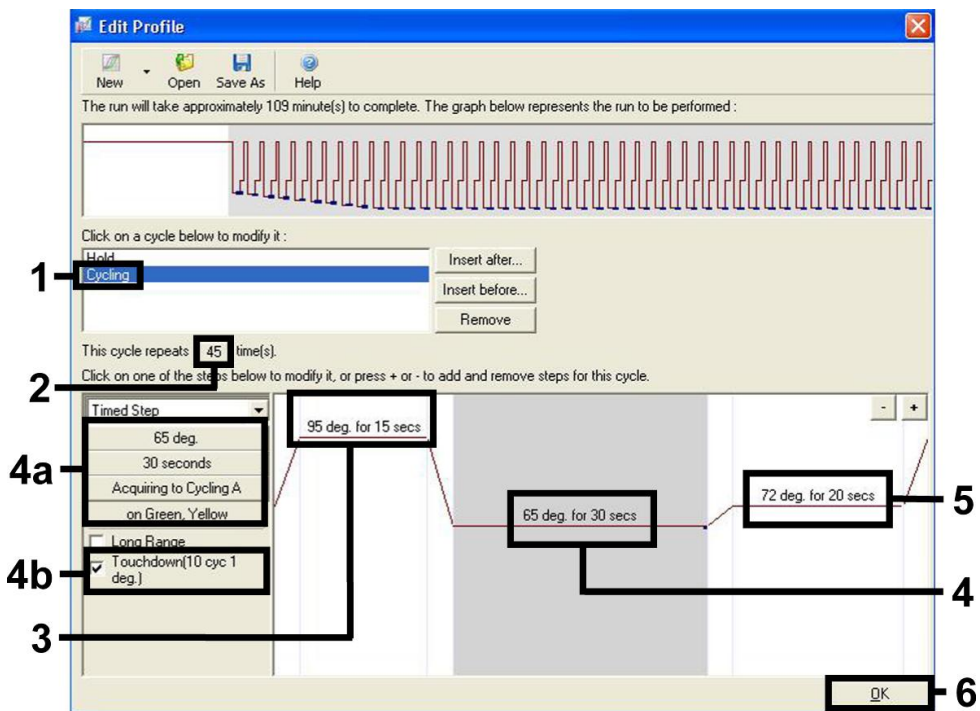 Edit Profile
New Open Save As Help
The run will take approximately 109 minute(s) to complete. The graph below represents the run to be performed :
Click on a cycle below to modify it :
Hold
1 Cycling
Insert after...
Insert before...
Remove
This cycle repeats 45 time(s).
2
Click on one of the steps below to modify it, or press + or - to add and remove steps for this cycle.
Timed Step
- +
4a
65 deg.
30 seconds
Acquiring to Cycling A
on Green, Yellow
Long Range
4b
Touchdown(10 cyc 1
deg.)
95 deg. for 15 secs
3
65 deg. for 30 secs
4
72 deg. for 20 secs
5
OK
6